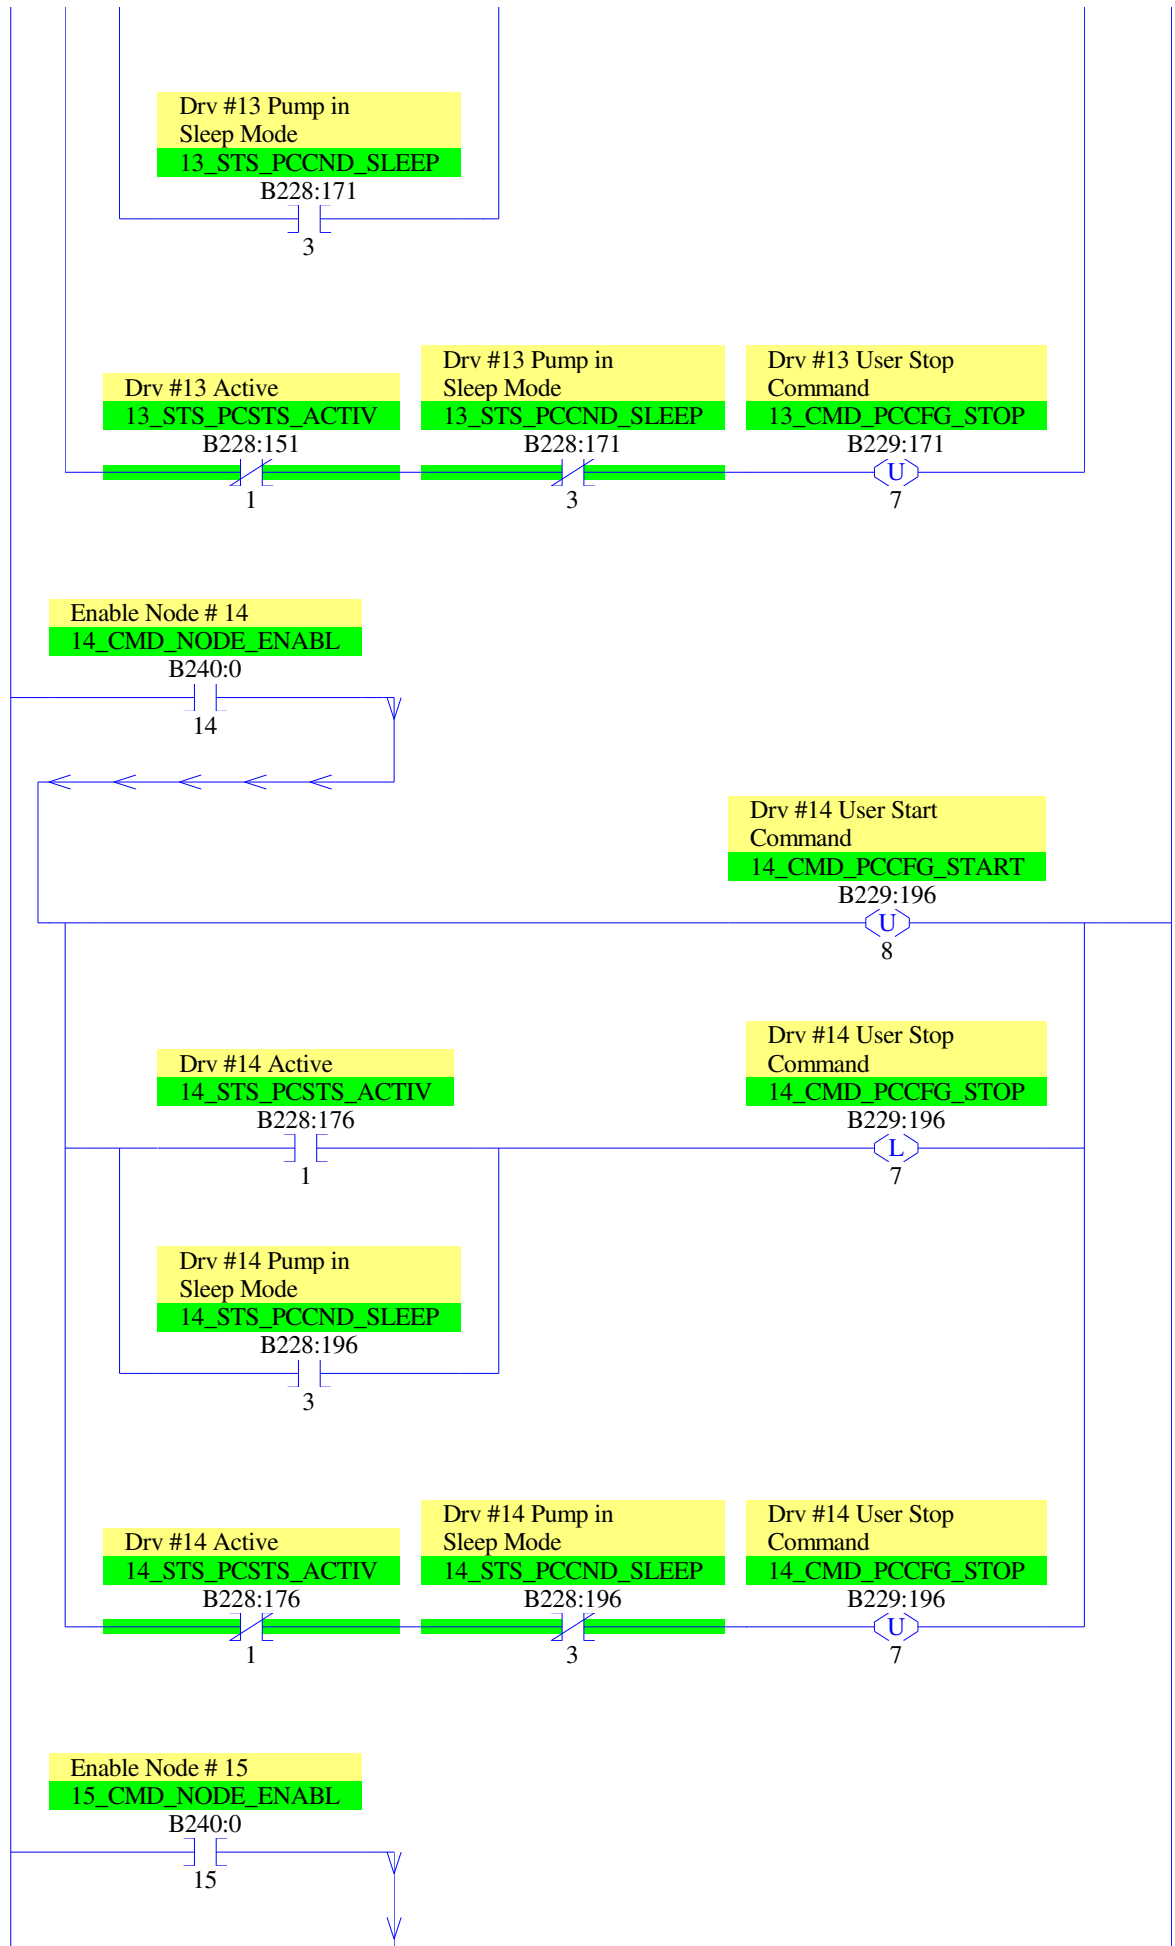 Drv #13 Pump in
Sleep Mode
13_STS_PCCND_SLEEP
B228:171
3
Drv #13 Active
13_STS_PCSTS_ACTIV
B228:151
1
Drv #13 Pump in
Sleep Mode
13_STS_PCCND_SLEEP
B228:171
3
Drv #13 User Stop
Command
13_CMD_PCCFG_STOP
B229:171
U
7
Enable Node # 14
14_CMD_NODE_ENABL
B240:0
14
Drv #14 User Start
Command
14_CMD_PCCFG_START
B229:196
U
8
Drv #14 Active
14_STS_PCSTS_ACTIV
B228:176
1
Drv #14 User Stop
Command
14_CMD_PCCFG_STOP
B229:196
L
7
Drv #14 Pump in
Sleep Mode
14_STS_PCCND_SLEEP
B228:196
3
Drv #14 Active
14_STS_PCSTS_ACTIV
B228:176
1
Drv #14 Pump in
Sleep Mode
14_STS_PCCND_SLEEP
B228:196
3
Drv #14 User Stop
Command
14_CMD_PCCFG_STOP
B229:196
U
7
Enable Node # 15
15_CMD_NODE_ENABL
B240:0
15